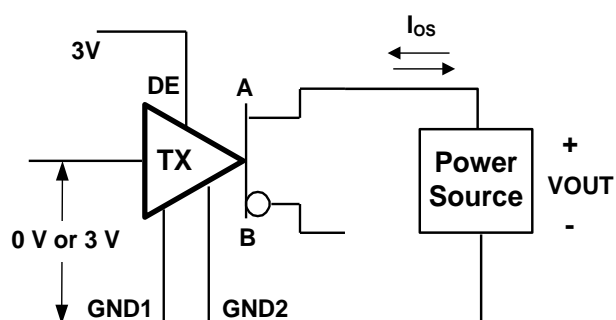 IOS
3V
DE
A
TX
Power
Source
+
VOUT
-
0 V or 3 V
B
GND1
GND2